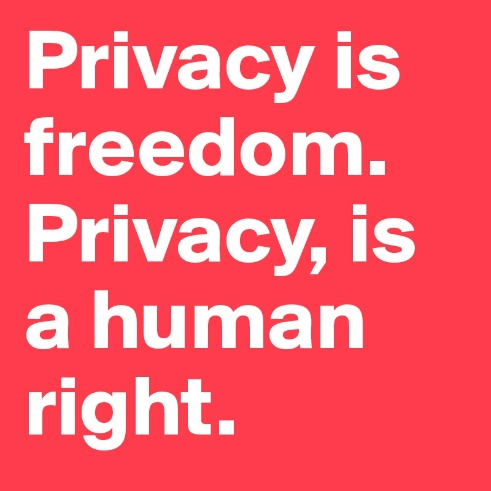 Privacy is
freedom.
Privacy, is
a human
right.